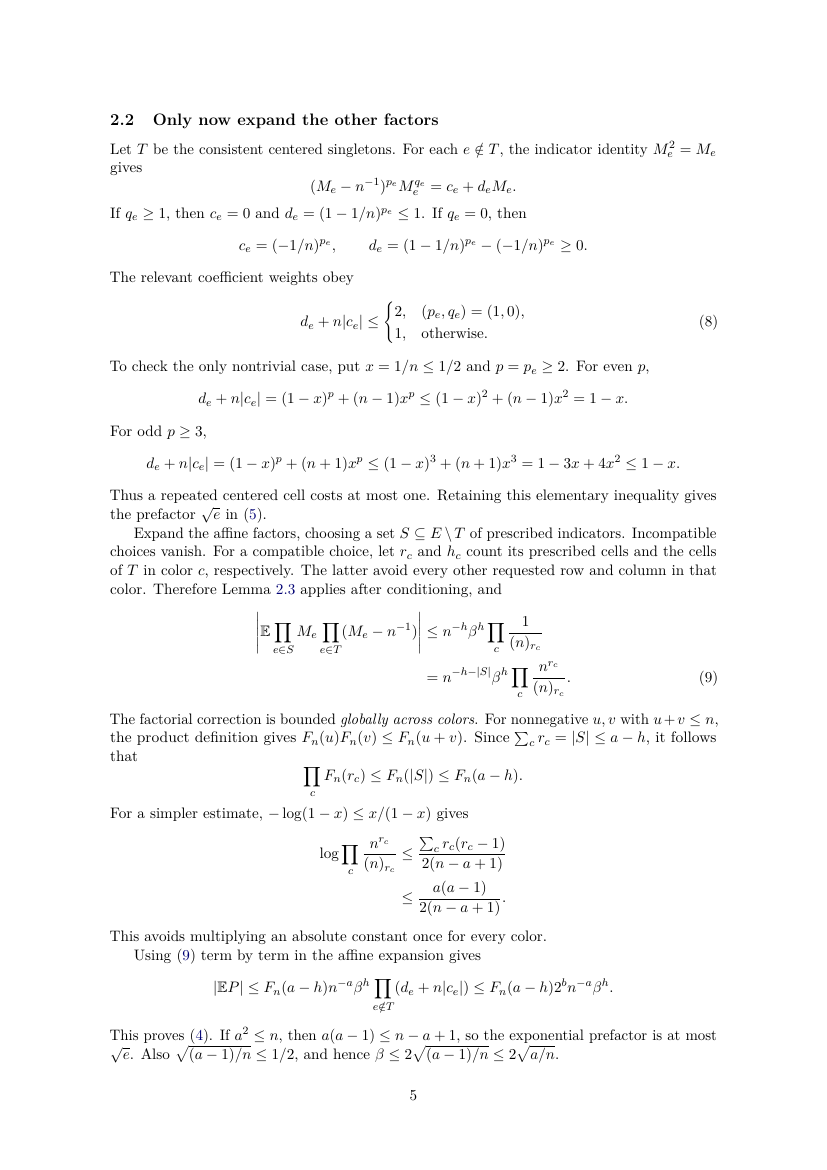 2.2 Only now expand the other factors
Let T be the consistent centered singletons. For each e ∉ T, the indicator identity M_e^2 = M_e
gives
(M_e − n^{−1})^{p_e} M_e^{q_e} = c_e + d_e M_e.
If q_e ≥ 1, then c_e = 0 and d_e = (1 − 1/n)^{p_e} ≤ 1. If q_e = 0, then
c_e = (−1/n)^{p_e}, d_e = (1 − 1/n)^{p_e} − (−1/n)^{p_e} ≥ 0.
The relevant coefficient weights obey
d_e + n|c_e| ≤ { 2, (p_e, q_e) = (1, 0),
1, otherwise. (8)
To check the only nontrivial case, put x = 1/n ≤ 1/2 and p = p_e ≥ 2. For even p,
d_e + n|c_e| = (1 − x)^p + (n − 1)x^p ≤ (1 − x)^2 + (n − 1)x^2 = 1 − x.
For odd p ≥ 3,
d_e + n|c_e| = (1 − x)^p + (n + 1)x^p ≤ (1 − x)^3 + (n + 1)x^3 = 1 − 3x + 4x^2 ≤ 1 − x.
Thus a repeated centered cell costs at most one. Retaining this elementary inequality gives
the prefactor √e in (5).
Expand the affine factors, choosing a set S ⊆ E \ T of prescribed indicators. Incompatible
choices vanish. For a compatible choice, let r_c and h_c count its prescribed cells and the cells
of T in color c, respectively. The latter avoid every other requested row and column in that
color. Therefore Lemma 2.3 applies after conditioning, and
|𝔼 ∏_{e∈S} M_e ∏_{e∈T} (M_e − n^{−1})| ≤ n^{−h} β^h ∏_c 1/(n)_{r_c}
= n^{−h−|S|} β^h ∏_c n^{r_c}/(n)_{r_c}. (9)
The factorial correction is bounded globally across colors. For nonnegative u, v with u + v ≤ n,
the product definition gives F_n(u)F_n(v) ≤ F_n(u + v). Since ∑_c r_c = |S| ≤ a − h, it follows
that
∏_c F_n(r_c) ≤ F_n(|S|) ≤ F_n(a − h).
For a simpler estimate, − log(1 − x) ≤ x/(1 − x) gives
log ∏_c n^{r_c}/(n)_{r_c} ≤ ∑_c r_c(r_c − 1)/2(n − a + 1)
≤ a(a − 1)/2(n − a + 1).
This avoids multiplying an absolute constant once for every color.
Using (9) term by term in the affine expansion gives
|𝔼P| ≤ F_n(a − h)n^{−a} β^h ∏_{e∉T} (d_e + n|c_e|) ≤ F_n(a − h)2^b n^{−a} β^h.
This proves (4). If a^2 ≤ n, then a(a − 1) ≤ n − a + 1, so the exponential prefactor is at most
√e. Also √((a − 1)/n) ≤ 1/2, and hence β ≤ 2√((a − 1)/n) ≤ 2√(a/n).
5